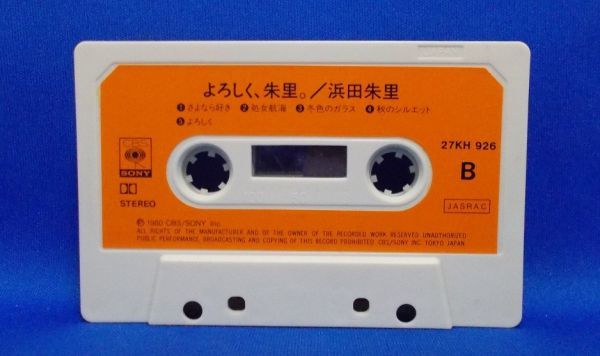 よろしく、朱里。／浜田朱里
❶さよなら好き ❷処女航海 ❸冬色のガラス ❹秋のシルエット
❺よろしく
CBS
SONY
27KH 926
B
STEREO
JASRAC
℗1980 CBS/SONY Inc.
ALL RIGHTS OF THE MANUFACTURER AND OF THE OWNER OF THE RECORDED WORK RESERVED UNAUTHORIZED
PUBLIC PERFORMANCE, BROADCASTING AND COPYING OF THIS RECORD PROHIBITED. CBS/SONY INC. TOKYO JAPAN